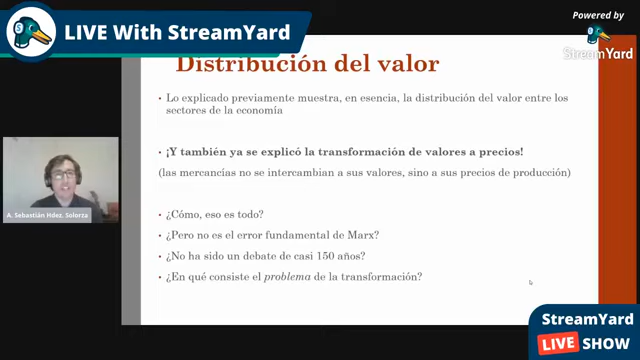 LIVE With StreamYard
Powered by
StreamYard
Distribución del valor
• Lo explicado previamente muestra, en esencia, la distribución del valor entre los
sectores de la economía
• ¡Y también ya se explicó la transformación de valores a precios!
(las mercancías no se intercambian a sus valores, sino a sus precios de producción)
A. Sebastián Hdez. Solorza
• ¿Cómo, eso es todo?
• ¿Pero no es el error fundamental de Marx?
• ¿No ha sido un debate de casi 150 años?
• ¿En qué consiste el problema de la transformación?
StreamYard
LIVE SHOW